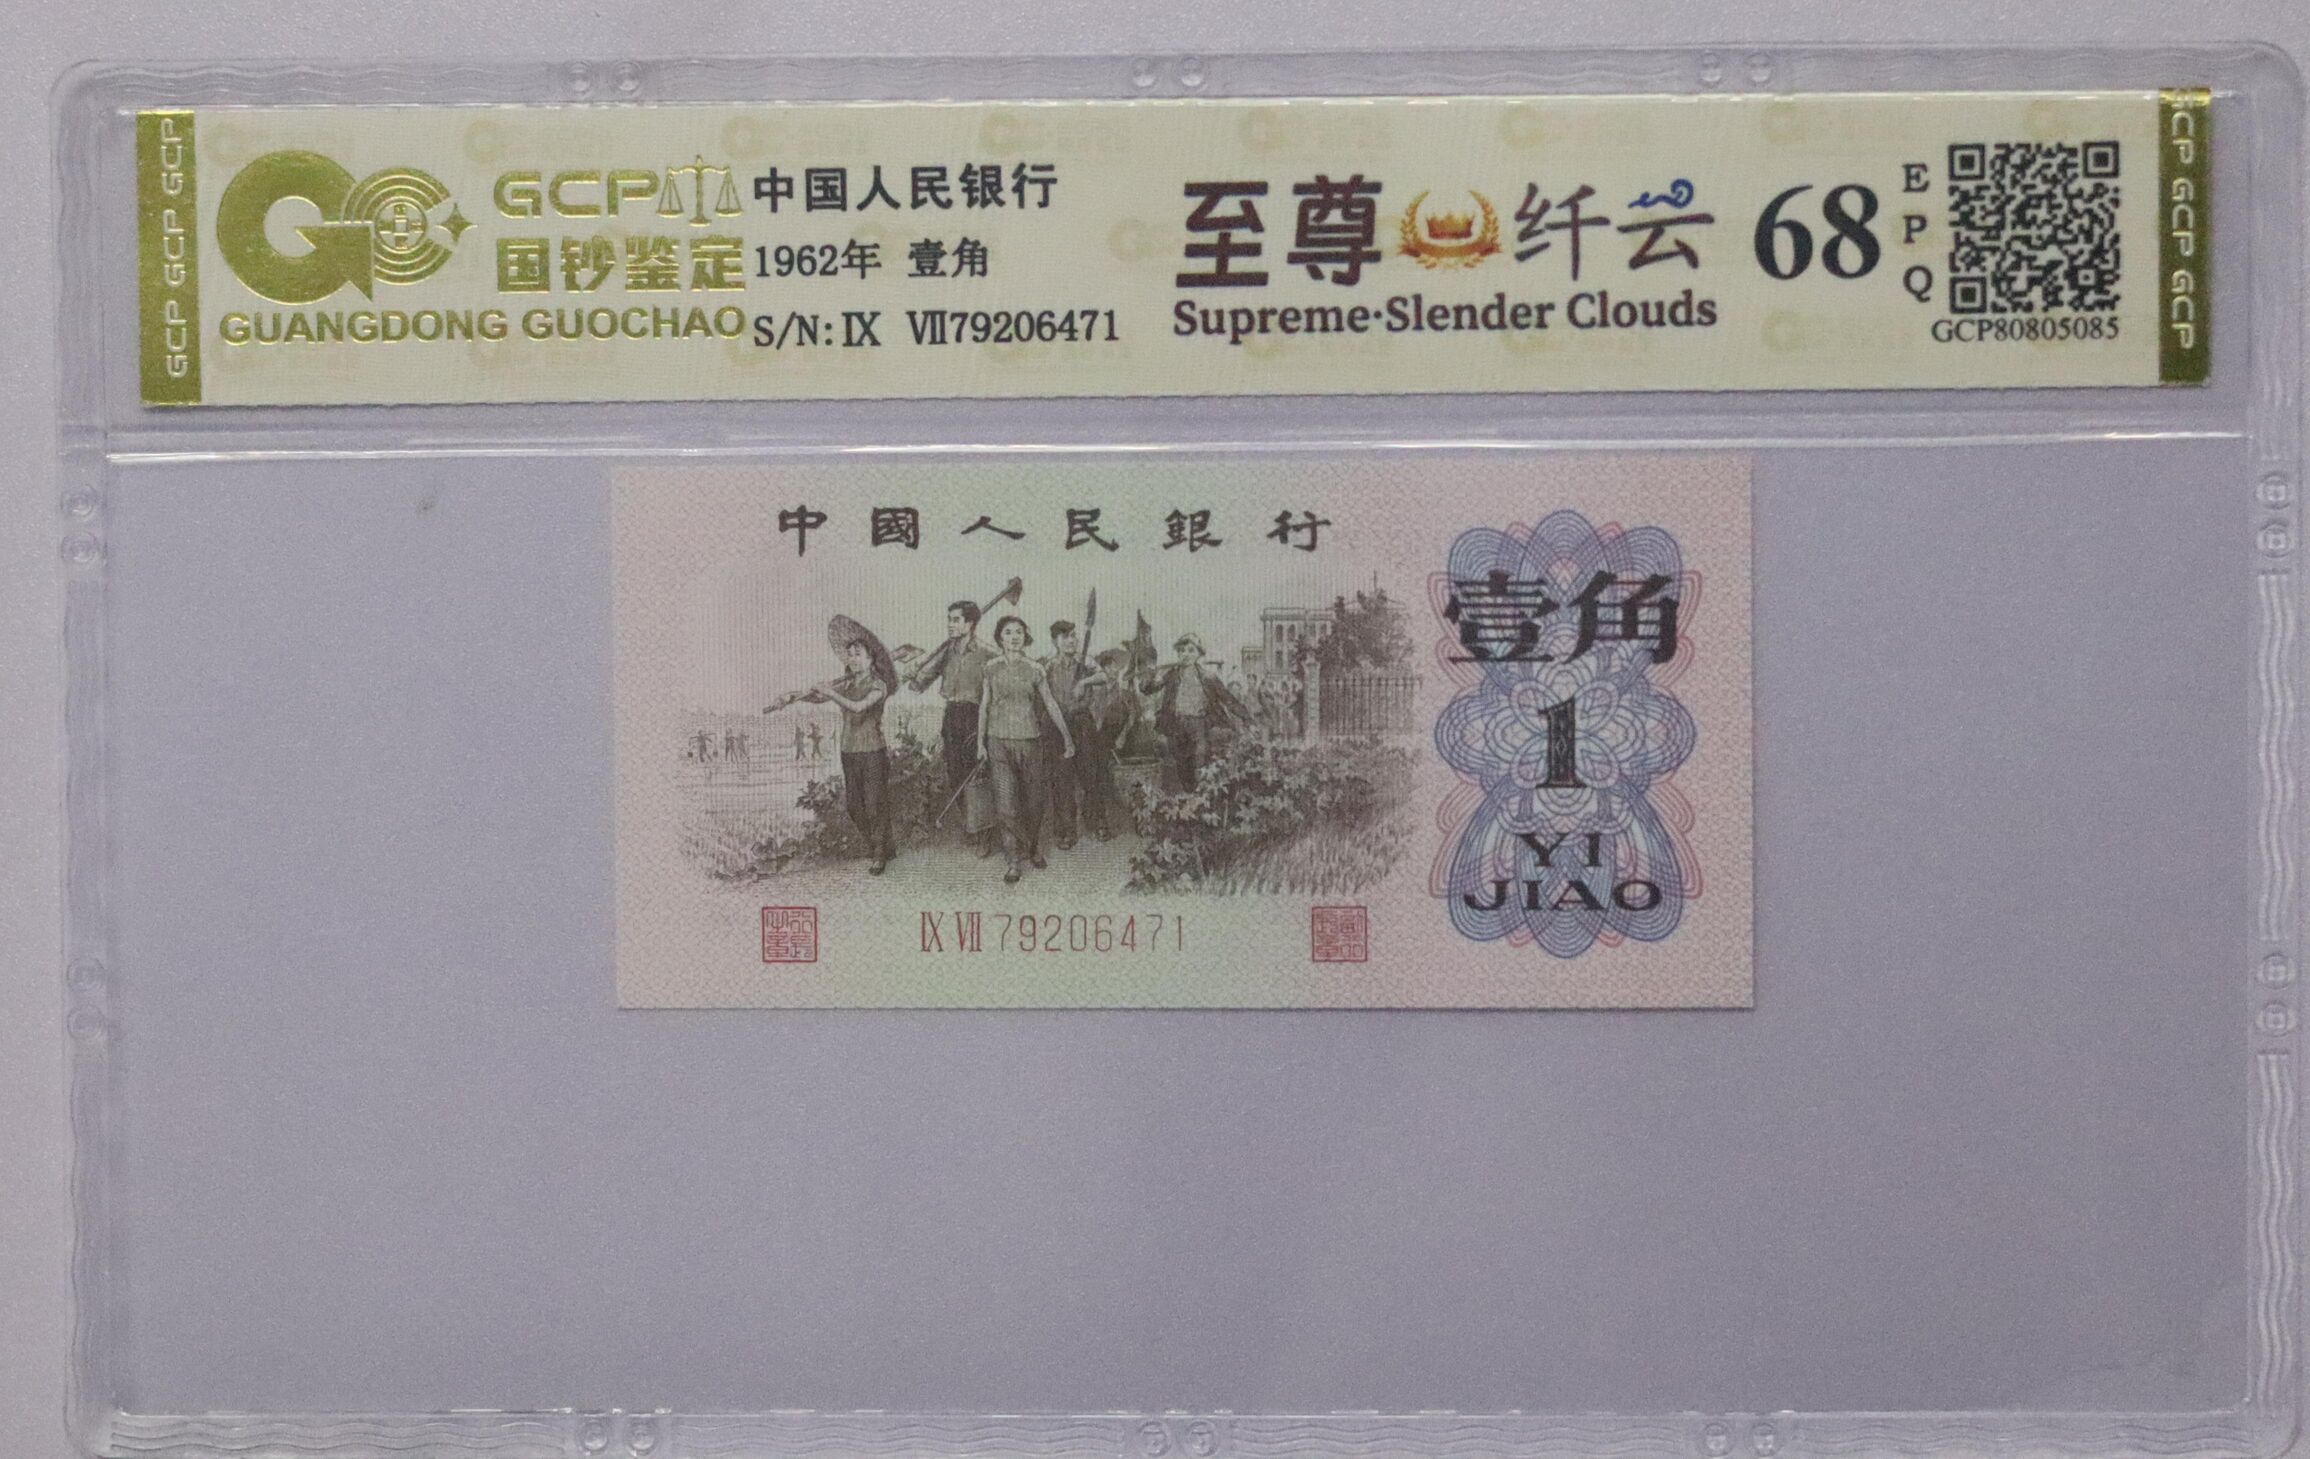 GCP GCP GCP
GCP
国钞鉴定
GUANGDONG GUOCHAO
中国人民银行
1962年 壹角
S/N: Ⅸ Ⅶ79206471
至尊 纤云
Supreme·Slender Clouds
68
EPQ
GCP80805085
GCP GCP GCP
中國人民銀行
壹角
1
YI
JIAO
Ⅸ Ⅶ 79206471